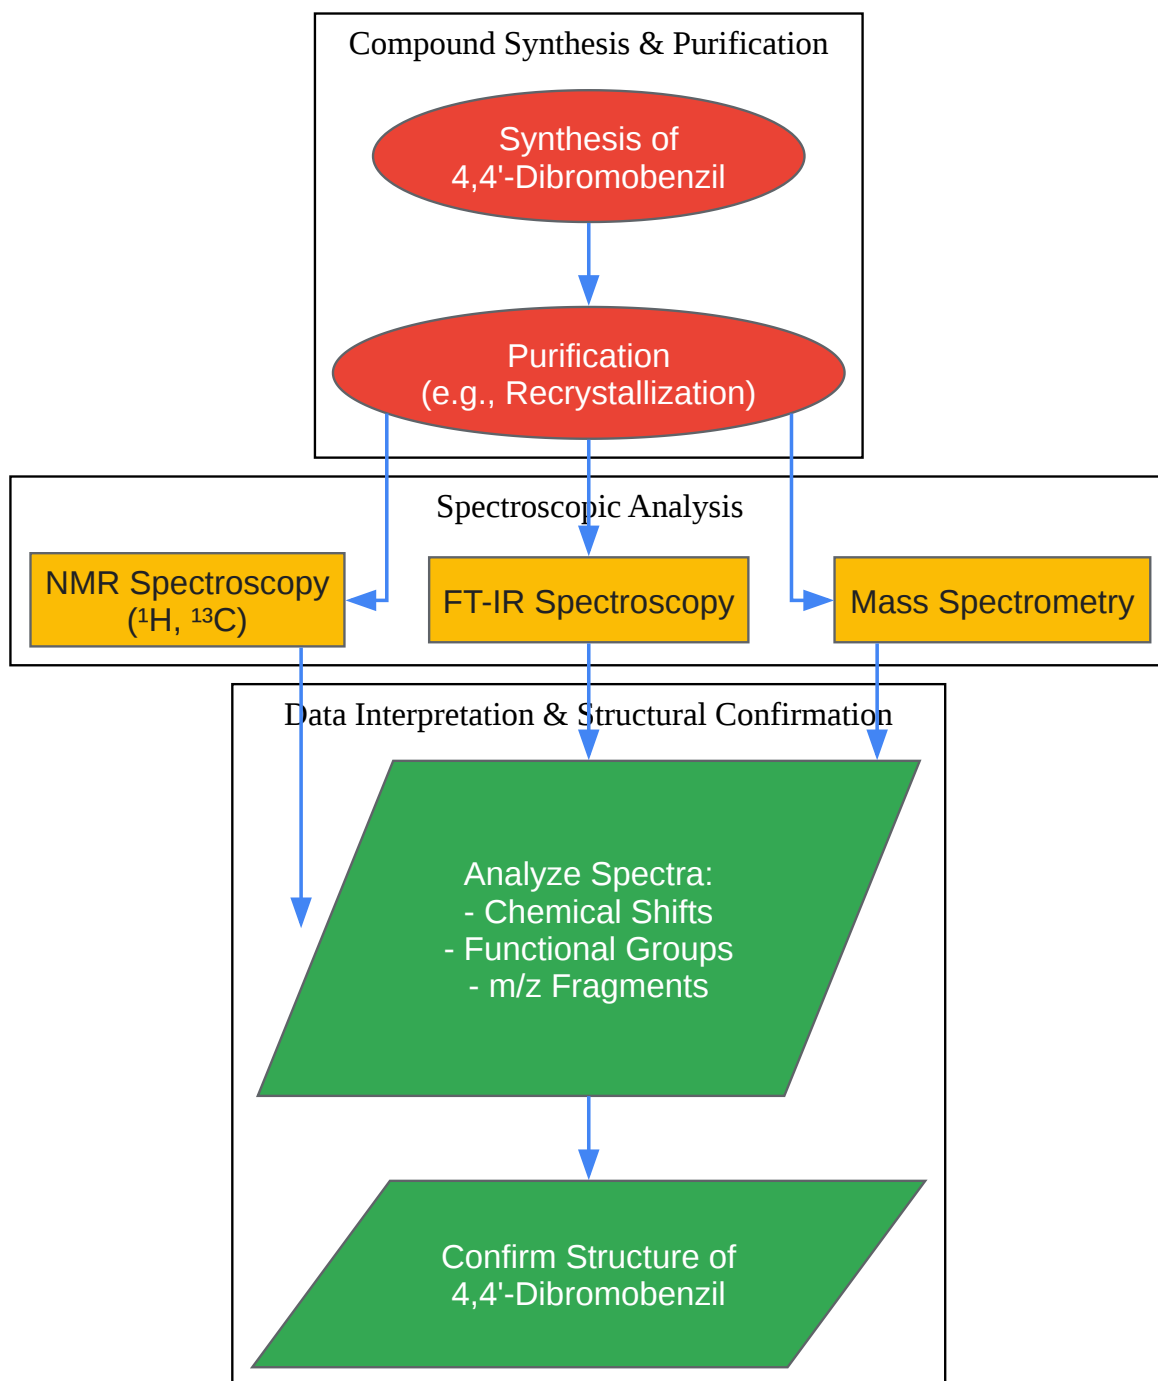 Compound Synthesis & Purification
Synthesis of
4,4'-Dibromobenzil
Purification
(e.g., Recrystallization)
Spectroscopic Analysis
NMR Spectroscopy
(¹H, ¹³C)
FT-IR Spectroscopy
Mass Spectrometry
Data Interpretation & Structural Confirmation
Analyze Spectra:
- Chemical Shifts
- Functional Groups
- m/z Fragments
Confirm Structure of
4,4'-Dibromobenzil